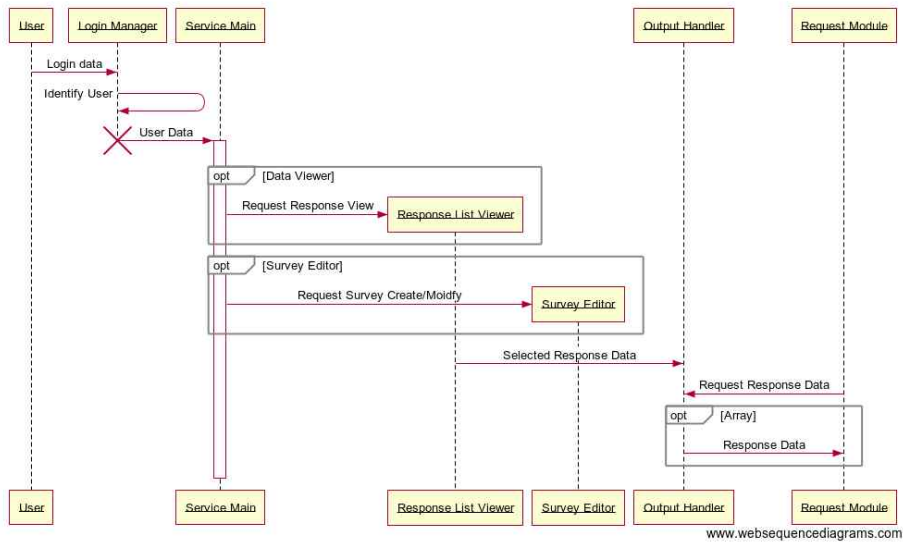 User
Login Manager
Service Main
Output Handler
Request Module
Login data
Identify User
User Data
opt
[Data Viewer]
Request Response View
Response List Viewer
opt
[Survey Editor]
Request Survey Create/Moidfy
Survey Editor
Selected Response Data
Request Response Data
opt
[Array]
Response Data
User
Service Main
Response List Viewer
Survey Editor
Output Handler
Request Module
www.websequencediagrams.com